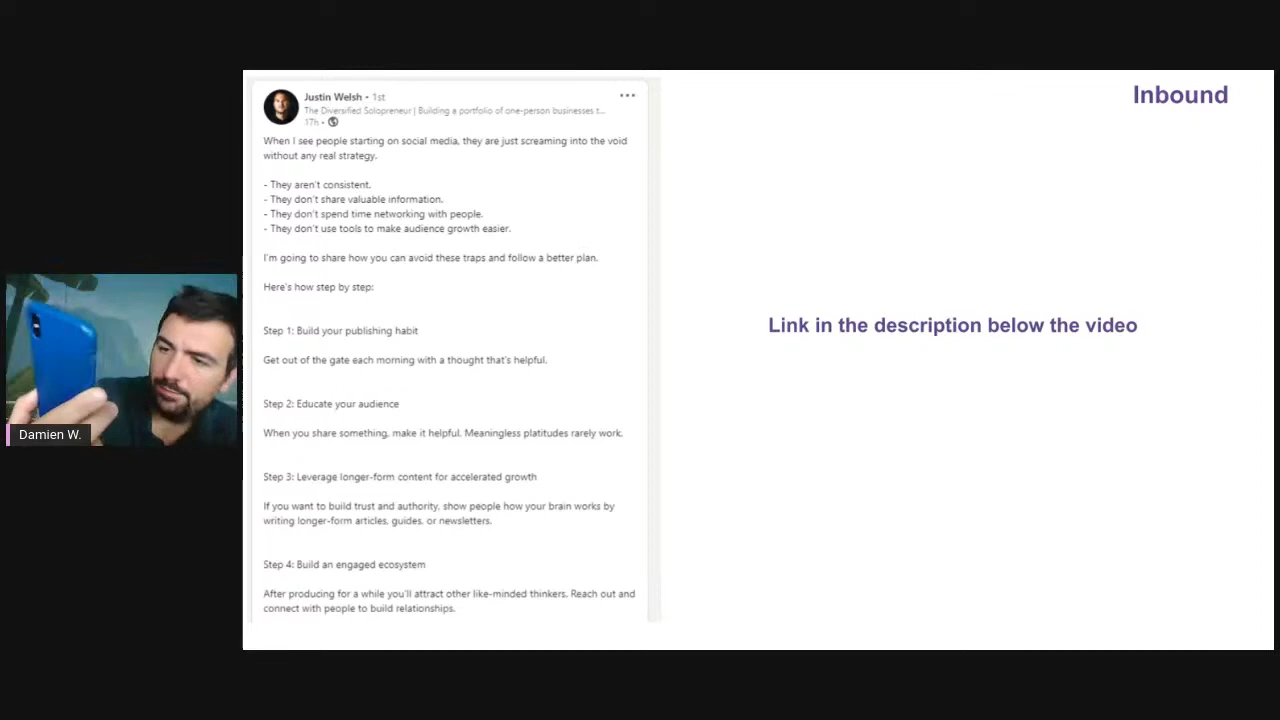 Inbound
Justin Welsh • 1st
The Diversified Solopreneur | Building a portfolio of one-person businesses t...
17h •
When I see people starting on social media, they are just screaming into the void
without any real strategy.
- They aren't consistent.
- They don't share valuable information.
- They don't spend time networking with people.
- They don't use tools to make audience growth easier.
I'm going to share how you can avoid these traps and follow a better plan.
Here's how step by step:
Step 1: Build your publishing habit
Get out of the gate each morning with a thought that's helpful.
Step 2: Educate your audience
When you share something, make it helpful. Meaningless platitudes rarely work.
Step 3: Leverage longer-form content for accelerated growth
If you want to build trust and authority, show people how your brain works by
writing longer-form articles, guides, or newsletters.
Step 4: Build an engaged ecosystem
After producing for a while you'll attract other like-minded thinkers. Reach out and
connect with people to build relationships.
Link in the description below the video
Damien W.